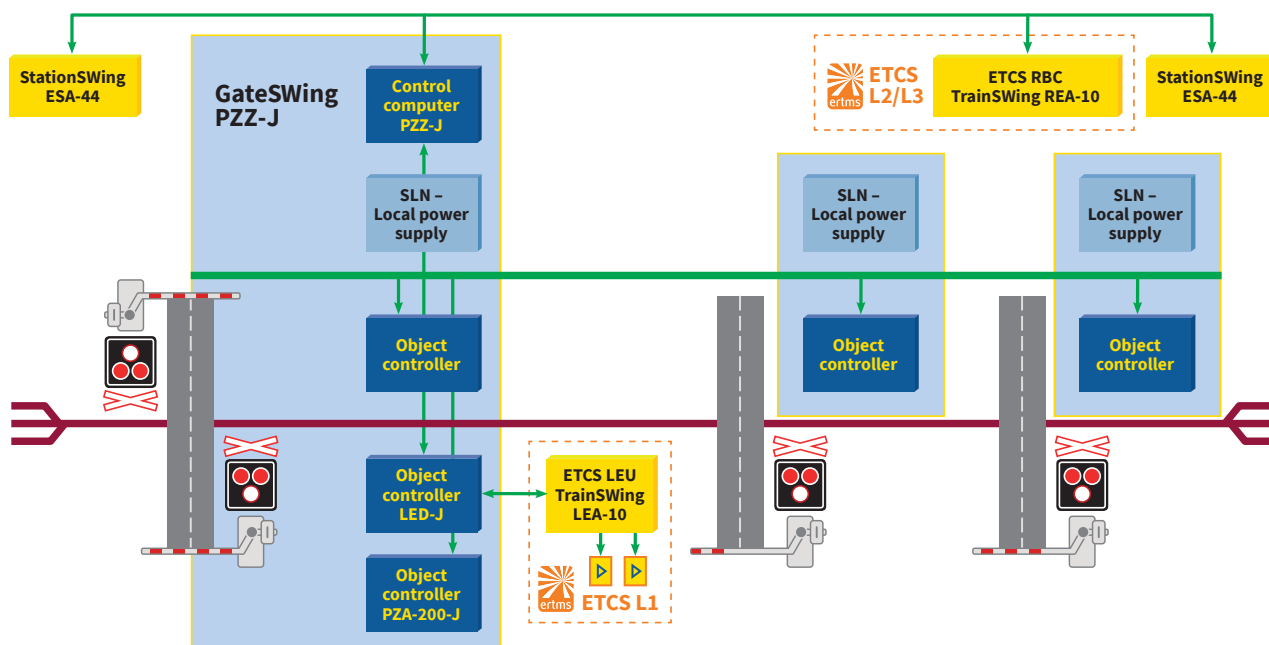 StationSWing
ESA-44
GateSWing
PZZ-J
Control
computer
PZZ-J
ertms
ETCS
L2/L3
ETCS RBC
TrainSWing REA-10
StationSWing
ESA-44
SLN –
Local power
supply
SLN –
Local power
supply
SLN –
Local power
supply
Object
controller
Object
controller
Object
controller
Object
controller
LED-J
ETCS LEU
TrainSWing
LEA-10
Object
controller
PZA-200-J
ertms
ETCS L1